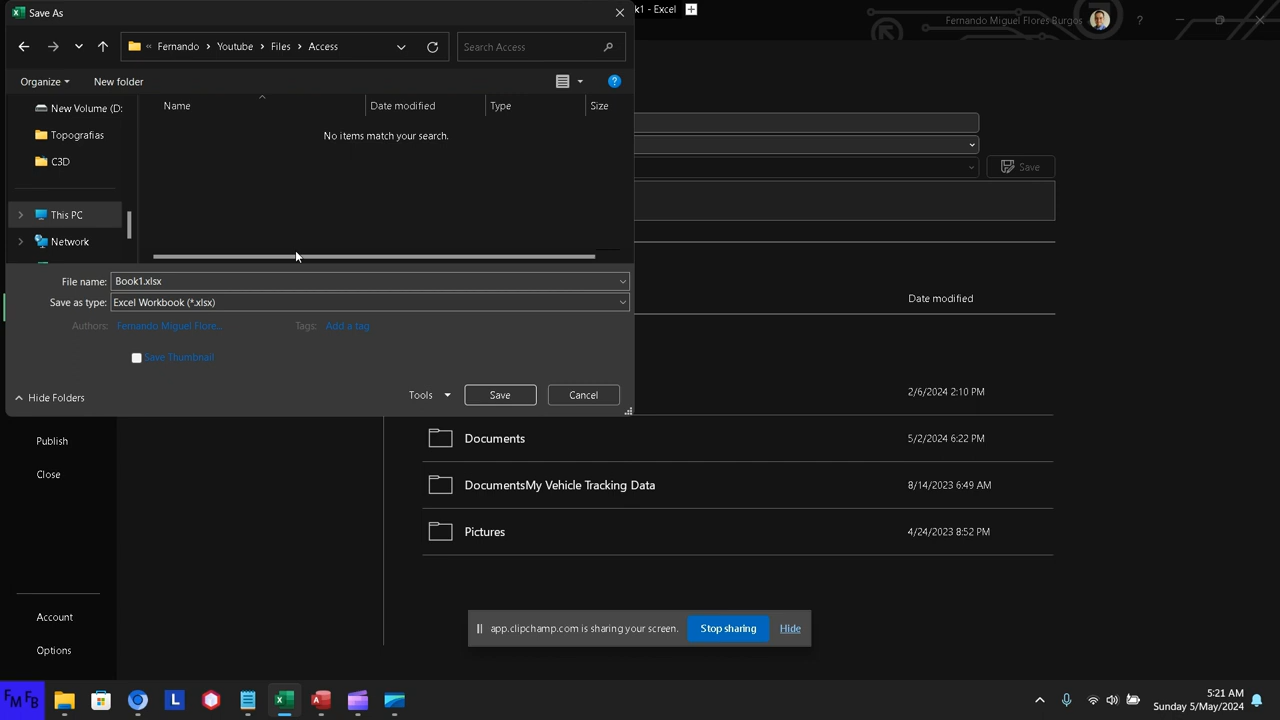 Save As
k1 - Excel
Fernando Miguel Flores Burgos
?
« Fernando > Youtube > Files > Access
Search Access
Organize
New folder
?
Name
Date modified
Type
Size
No items match your search.
New Volume (D:
Topografias
C3D
This PC
Network
File name: Book1.xlsx
Save as type: Excel Workbook (*.xlsx)
Authors: Fernando Miguel Flore...
Tags: Add a tag
Save Thumbnail
Hide Folders
Tools
Save
Cancel
Save
Date modified
2/6/2024 2:10 PM
Documents
5/2/2024 6:22 PM
DocumentsMy Vehicle Tracking Data
8/14/2023 6:49 AM
Pictures
4/24/2023 8:52 PM
Publish
Close
Account
Options
app.clipchamp.com is sharing your screen.
Stop sharing
Hide
FM FB
L
5:21 AM
Sunday 5/May/2024